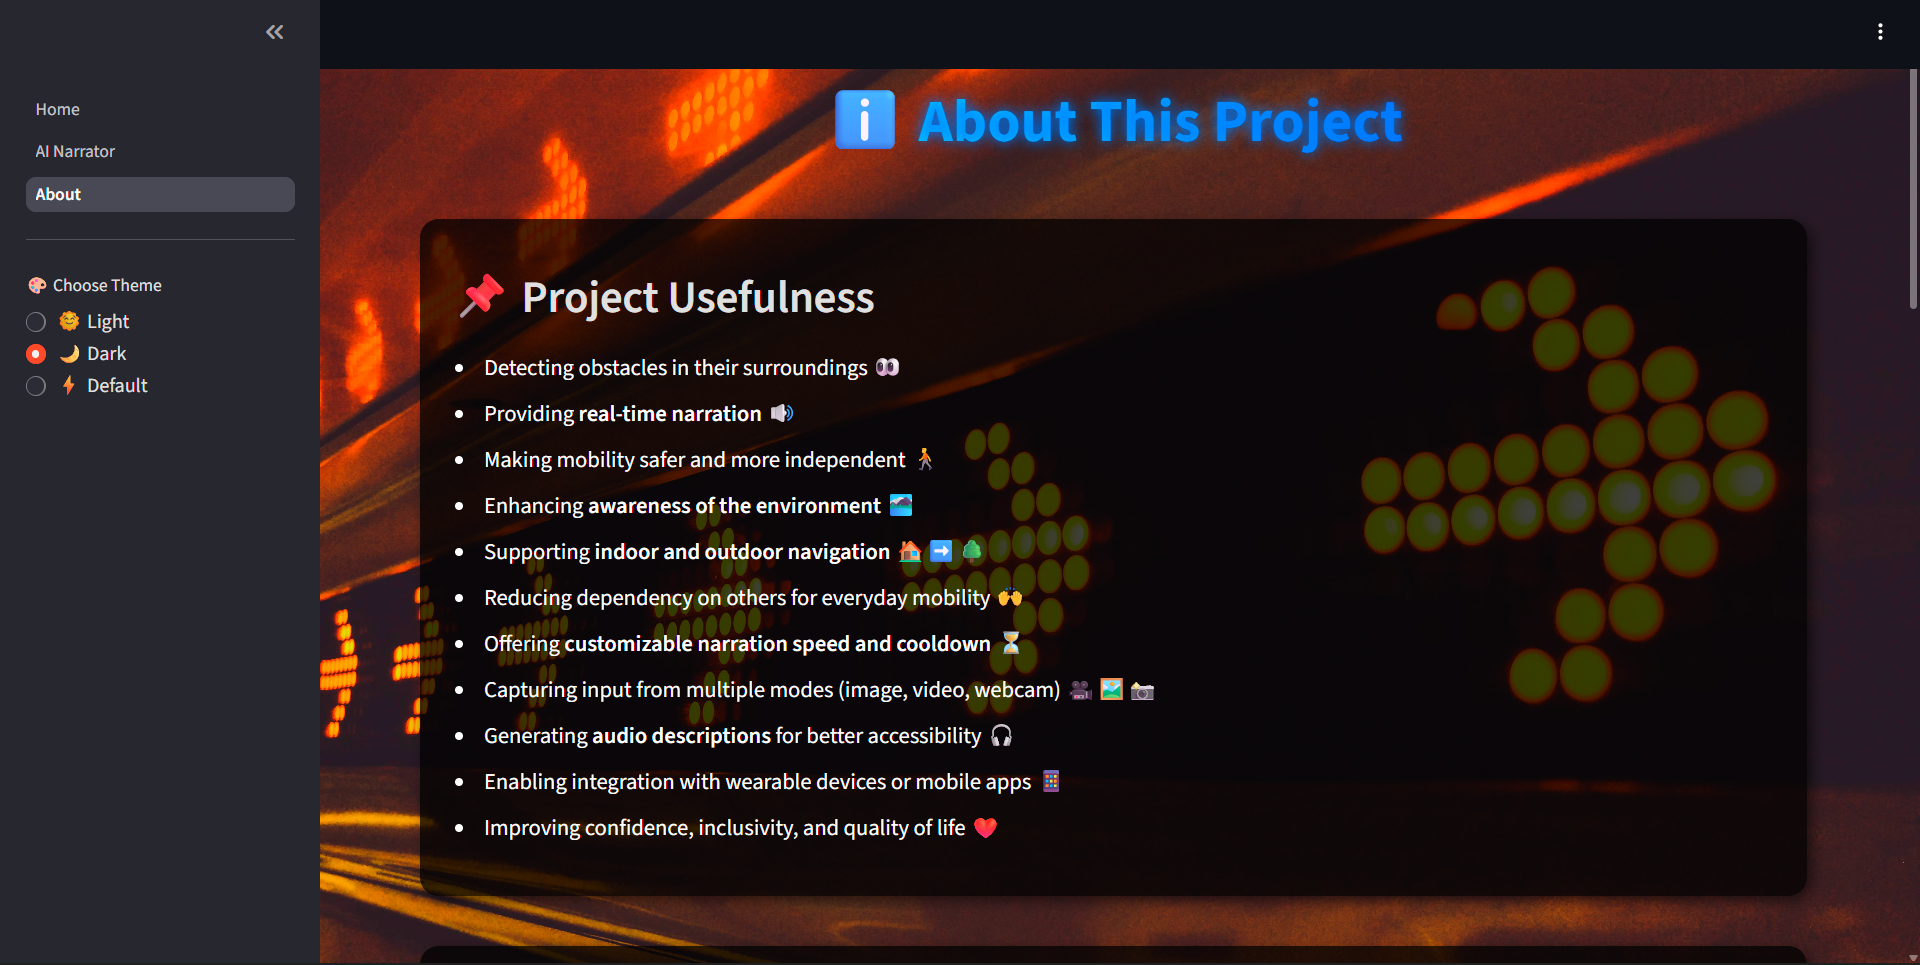 Home
AI Narrator
About
🎨 Choose Theme
🌞 Light
🌙 Dark
⚡ Default
ℹ️ About This Project
📌 Project Usefulness
• Detecting obstacles in their surroundings 👀
• Providing real-time narration 🔊
• Making mobility safer and more independent 🚶
• Enhancing awareness of the environment 🌁
• Supporting indoor and outdoor navigation 🏠 ➡️ 🌳
• Reducing dependency on others for everyday mobility 🙌
• Offering customizable narration speed and cooldown ⏳
• Capturing input from multiple modes (image, video, webcam) 🎥 🖼️ 📷
• Generating audio descriptions for better accessibility 🎧
• Enabling integration with wearable devices or mobile apps 📱
• Improving confidence, inclusivity, and quality of life ❤️